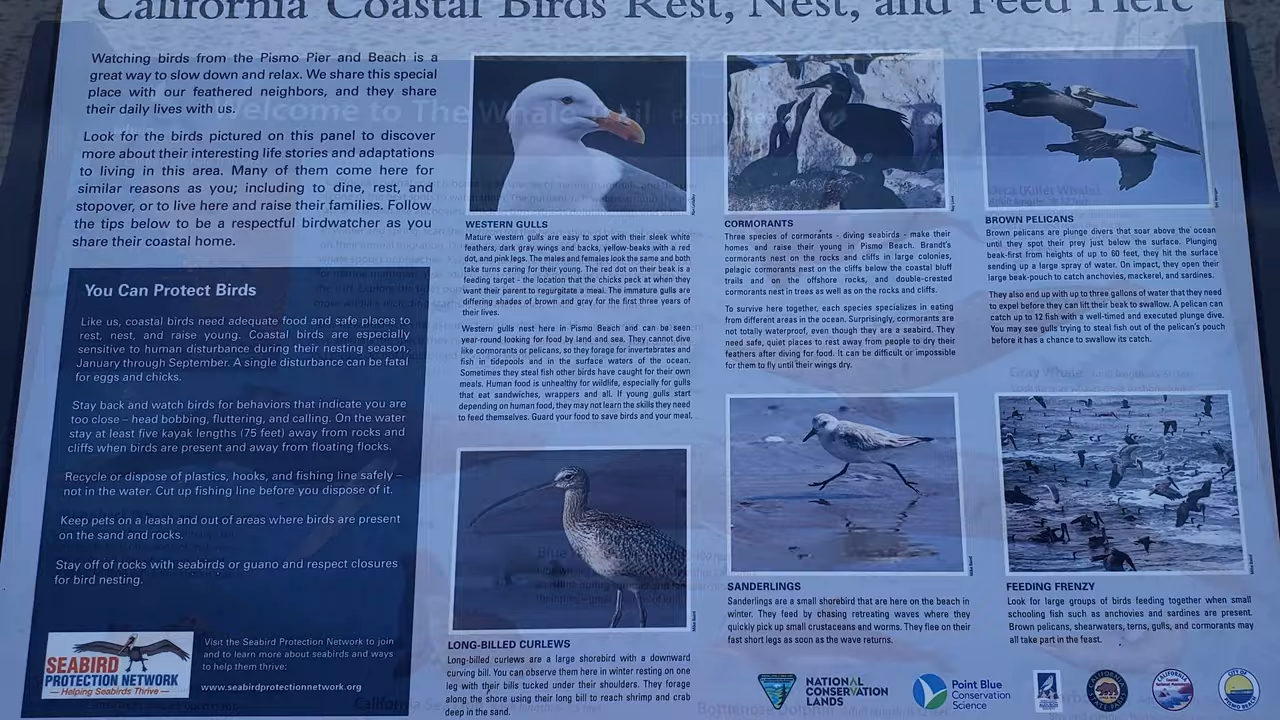 California Coastal Birds Rest, Nest, and Feed Here
Watching birds from the Pismo Pier and Beach is a
great way to slow down and relax. We share this special
place with our feathered neighbors, and they share
their daily lives with us.
Look for the birds pictured on this panel to discover
more about their interesting life stories and adaptations
to living in this area. Many of them come here for
similar reasons as you; including to dine, rest, and
stopover, or to live here and raise their families. Follow
the tips below to be a respectful birdwatcher as you
share their coastal home.
You Can Protect Birds
Like us, coastal birds need adequate food and safe places to
rest, nest, and raise young. Coastal birds are especially
sensitive to human disturbance during their nesting season,
January through September. A single disturbance can be fatal
for eggs and chicks.
Stay back and watch birds for behaviors that indicate you are
too close – head bobbing, fluttering, and calling. On the water
stay at least five kayak lengths (75 feet) away from rocks and
cliffs when birds are present and away from floating flocks.
Recycle or dispose of plastics, hooks, and fishing line safely –
not in the water. Cut up fishing line before you dispose of it.
Keep pets on a leash and out of areas where birds are present
on the sand and rocks.
Stay off of rocks with seabirds or guano and respect closures
for bird nesting.
SEABIRD
PROTECTION NETWORK
Helping Seabirds Thrive
Visit the Seabird Protection Network to join
and to learn more about seabirds and ways
to help them thrive:
www.seabirdprotectionnetwork.org
WESTERN GULLS
Mature western gulls are easy to spot with their sleek white
feathers, dark gray wings and backs, yellow-beaks with a red
dot, and pink legs. The males and females look the same and both
take turns caring for their young. The red dot on their beak is a
feeding target - the location that the chicks peck at when they
want their parent to regurgitate a meal. The immature gulls are
differing shades of brown and gray for the first three years of
their lives.
Western gulls nest here in Pismo Beach and can be seen
year-round looking for food by land and sea. They cannot dive
like cormorants or pelicans, so they forage for invertebrates and
fish in tidepools and in the surface waters of the ocean.
Sometimes they steal fish other birds have caught for their own
meals. Human food is unhealthy for wildlife, especially for gulls
that eat sandwiches, wrappers and all. If young gulls start
depending on human food, they may not learn the skills they need
to feed themselves. Guard your food to save birds and your meal.
LONG-BILLED CURLEWS
Long-billed curlews are a large shorebird with a downward
curving bill. You can observe them here in winter resting on one
leg with their bills tucked under their shoulders. They forage
along the shore using their long bill to reach shrimp and crab
deep in the sand.
CORMORANTS
Three species of cormorants - diving seabirds - make their
homes and raise their young in Pismo Beach. Brandt's
cormorants nest on the rocks and cliffs in large colonies,
pelagic cormorants nest on the cliffs below the coastal bluff
trails and on the offshore rocks, and double-crested
cormorants nest in trees as well as on the rocks and cliffs.
To survive here together, each species specializes in eating
from different areas in the ocean. Surprisingly, cormorants are
not totally waterproof, even though they are a seabird. They
need safe, quiet places to rest away from people to dry their
feathers after diving for food. It can be difficult or impossible
for them to fly until their wings dry.
SANDERLINGS
Sanderlings are a small shorebird that are here on the beach in
winter. They feed by chasing retreating waves where they
quickly pick up small crustaceans and worms. They flee on their
fast short legs as soon as the wave returns.
BROWN PELICANS
Brown pelicans are plunge divers that soar above the ocean
until they spot their prey just below the surface. Plunging
beak-first from heights of up to 60 feet, they hit the surface
sending up a large spray of water. On impact, they open their
large beak-pouch to catch anchovies, mackerel, and sardines.
They also end up with up to three gallons of water that they need
to expel before they can lift their beak to swallow. A pelican can
catch up to 12 fish with a well-timed and executed plunge dive.
You may see gulls trying to steal fish out of the pelican's pouch
before it has a chance to swallow its catch.
FEEDING FRENZY
Look for large groups of birds feeding together when small
schooling fish such as anchovies and sardines are present.
Brown pelicans, shearwaters, terns, gulls, and cormorants may
all take part in the feast.
NATIONAL
CONSERVATION
LANDS
Point Blue
Conservation
Science
Welcome to The Whale Trail
Orca (Killer Whale)
Gray Whale